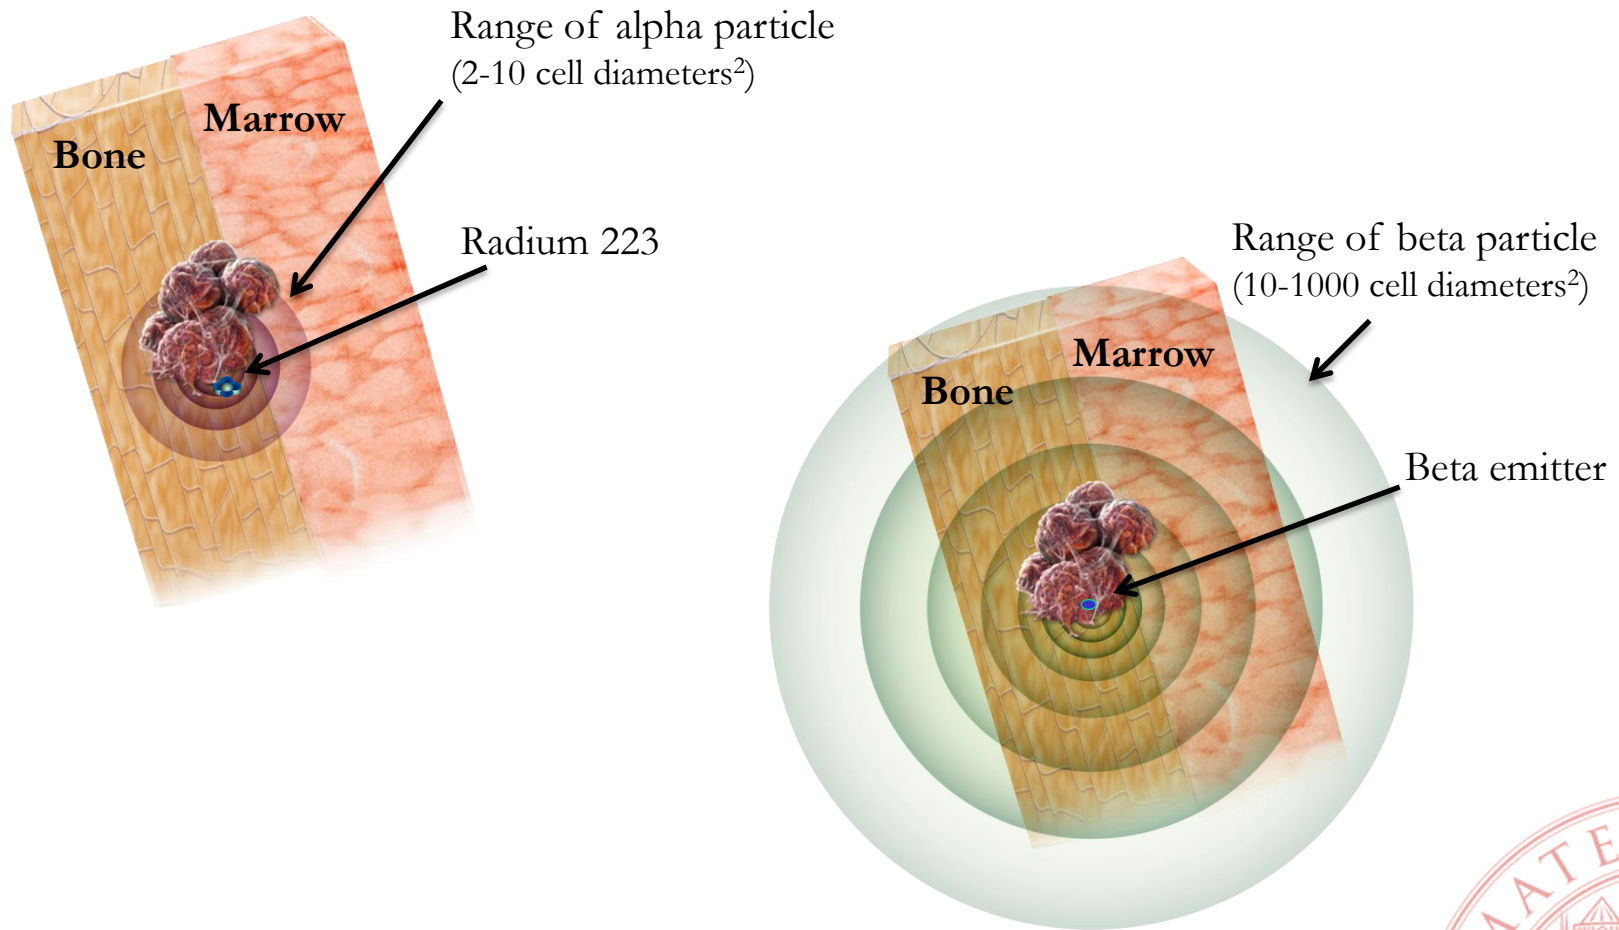 Range of alpha particle
(2-10 cell diameters²)
Marrow
Bone
Radium 223
Range of beta particle
(10-1000 cell diameters²)
Marrow
Bone
Beta emitter
MATE